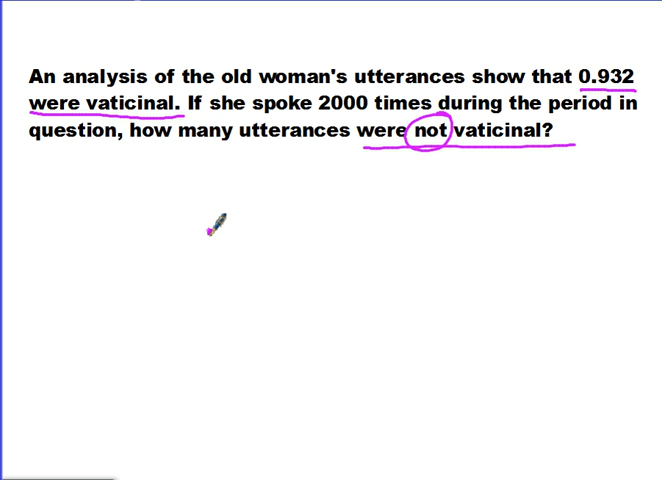 An analysis of the old woman's utterances show that 0.932
were vaticinal. If she spoke 2000 times during the period in
question, how many utterances were not vaticinal?